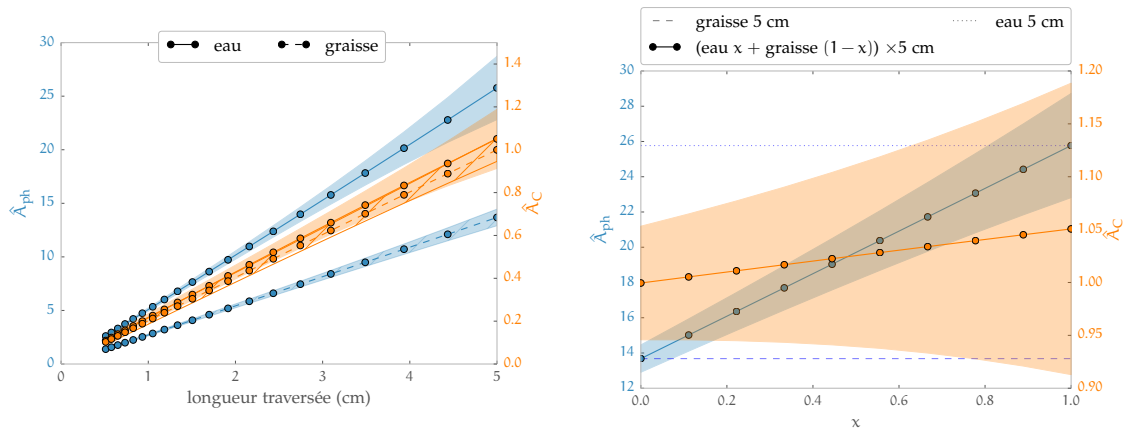 eau graisse
30
25
20
15
10
5
0
Â_ph
1.4
1.2
1.0
0.8
0.6
0.4
0.2
0.0
Â_C
0 1 2 3 4 5
longueur traversée (cm)
graisse 5 cm eau 5 cm
(eau x + graisse (1 − x)) ×5 cm
30
28
26
24
22
20
18
16
14
12
Â_ph
1.20
1.15
1.10
1.05
1.00
0.95
0.90
Â_C
0.0 0.2 0.4 0.6 0.8 1.0
x